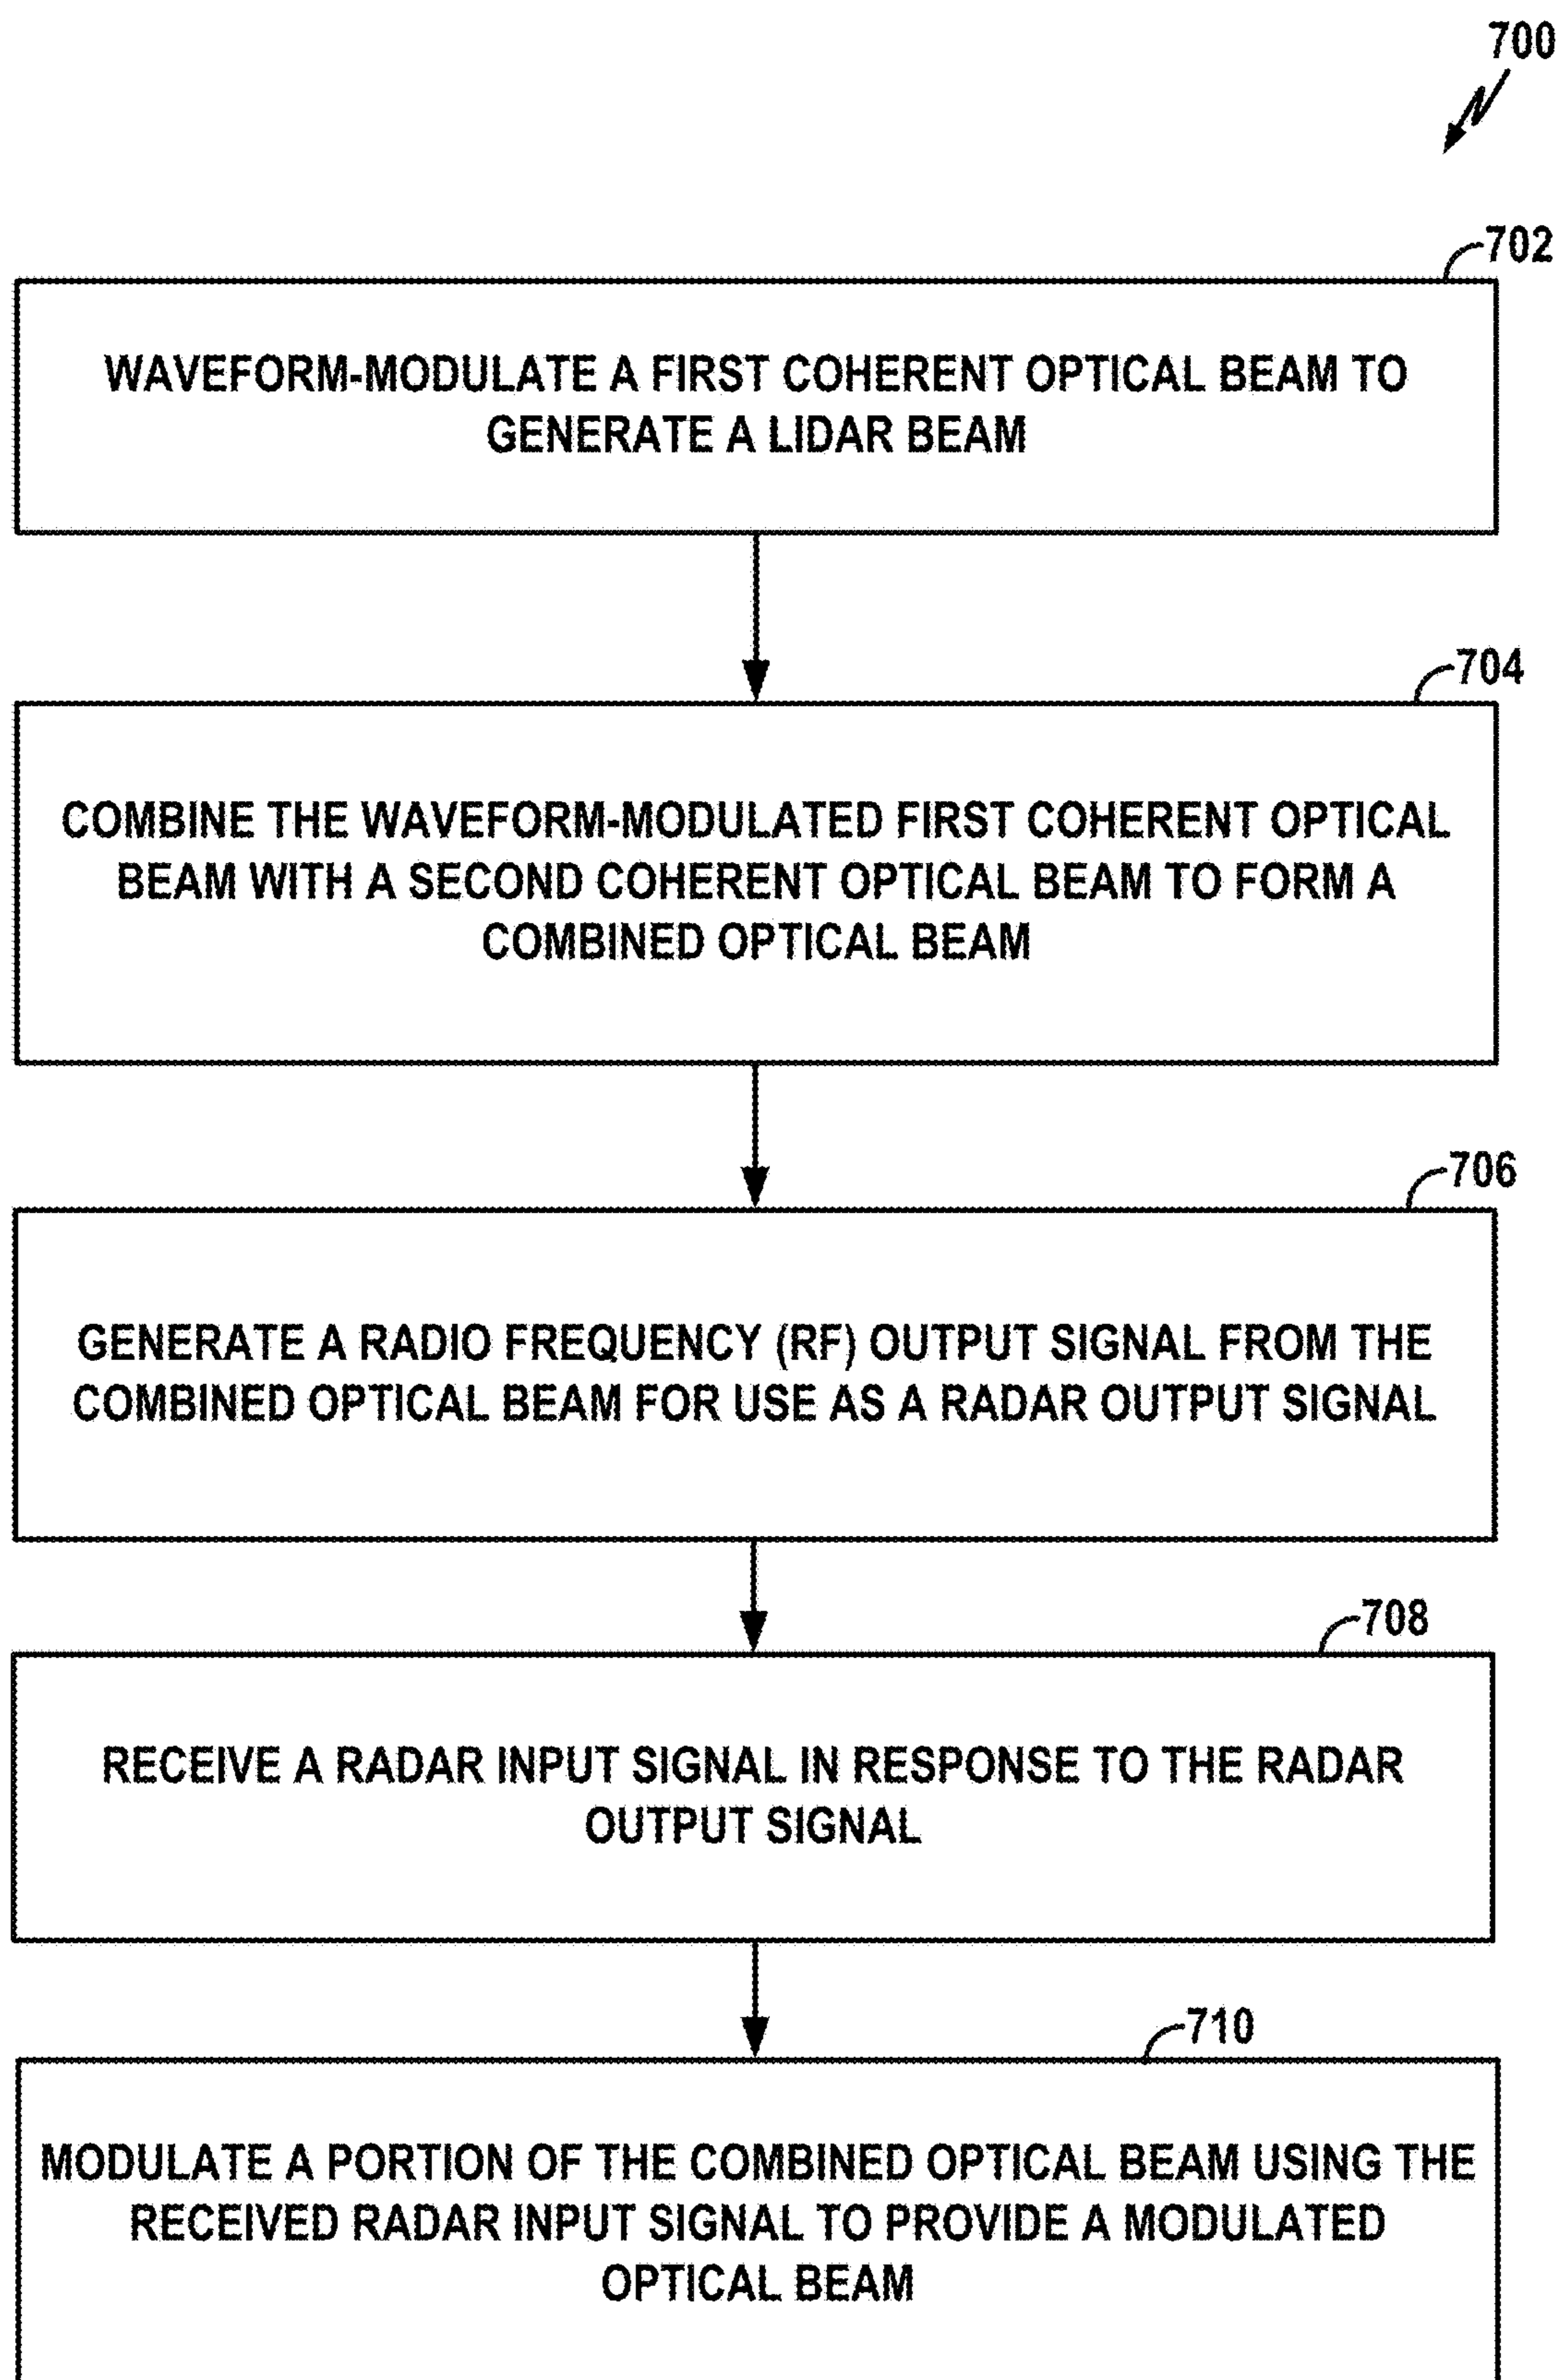 700
702
WAVEFORM-MODULATE A FIRST COHERENT OPTICAL BEAM TO
GENERATE A LIDAR BEAM
704
COMBINE THE WAVEFORM-MODULATED FIRST COHERENT OPTICAL
BEAM WITH A SECOND COHERENT OPTICAL BEAM TO FORM A
COMBINED OPTICAL BEAM
706
GENERATE A RADIO FREQUENCY (RF) OUTPUT SIGNAL FROM THE
COMBINED OPTICAL BEAM FOR USE AS A RADAR OUTPUT SIGNAL
708
RECEIVE A RADAR INPUT SIGNAL IN RESPONSE TO THE RADAR
OUTPUT SIGNAL
710
MODULATE A PORTION OF THE COMBINED OPTICAL BEAM USING THE
RECEIVED RADAR INPUT SIGNAL TO PROVIDE A MODULATED
OPTICAL BEAM